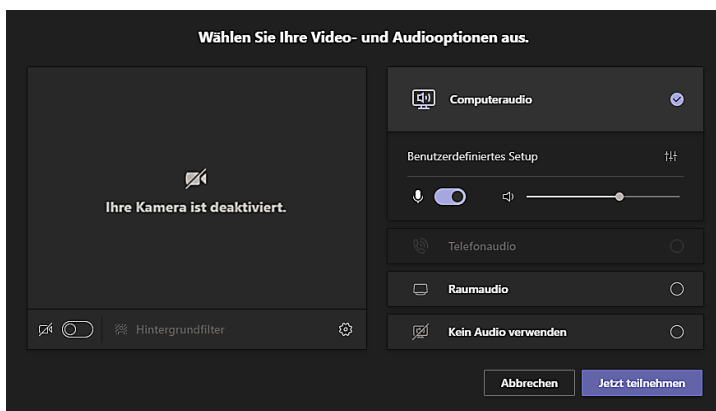 Wählen Sie Ihre Video- und Audiooptionen aus.
Ihre Kamera ist deaktiviert.
Hintergrundfilter
Computeraudio
Benutzerdefiniertes Setup
Telefonaudio
Raumaudio
Kein Audio verwenden
Abbrechen
Jetzt teilnehmen